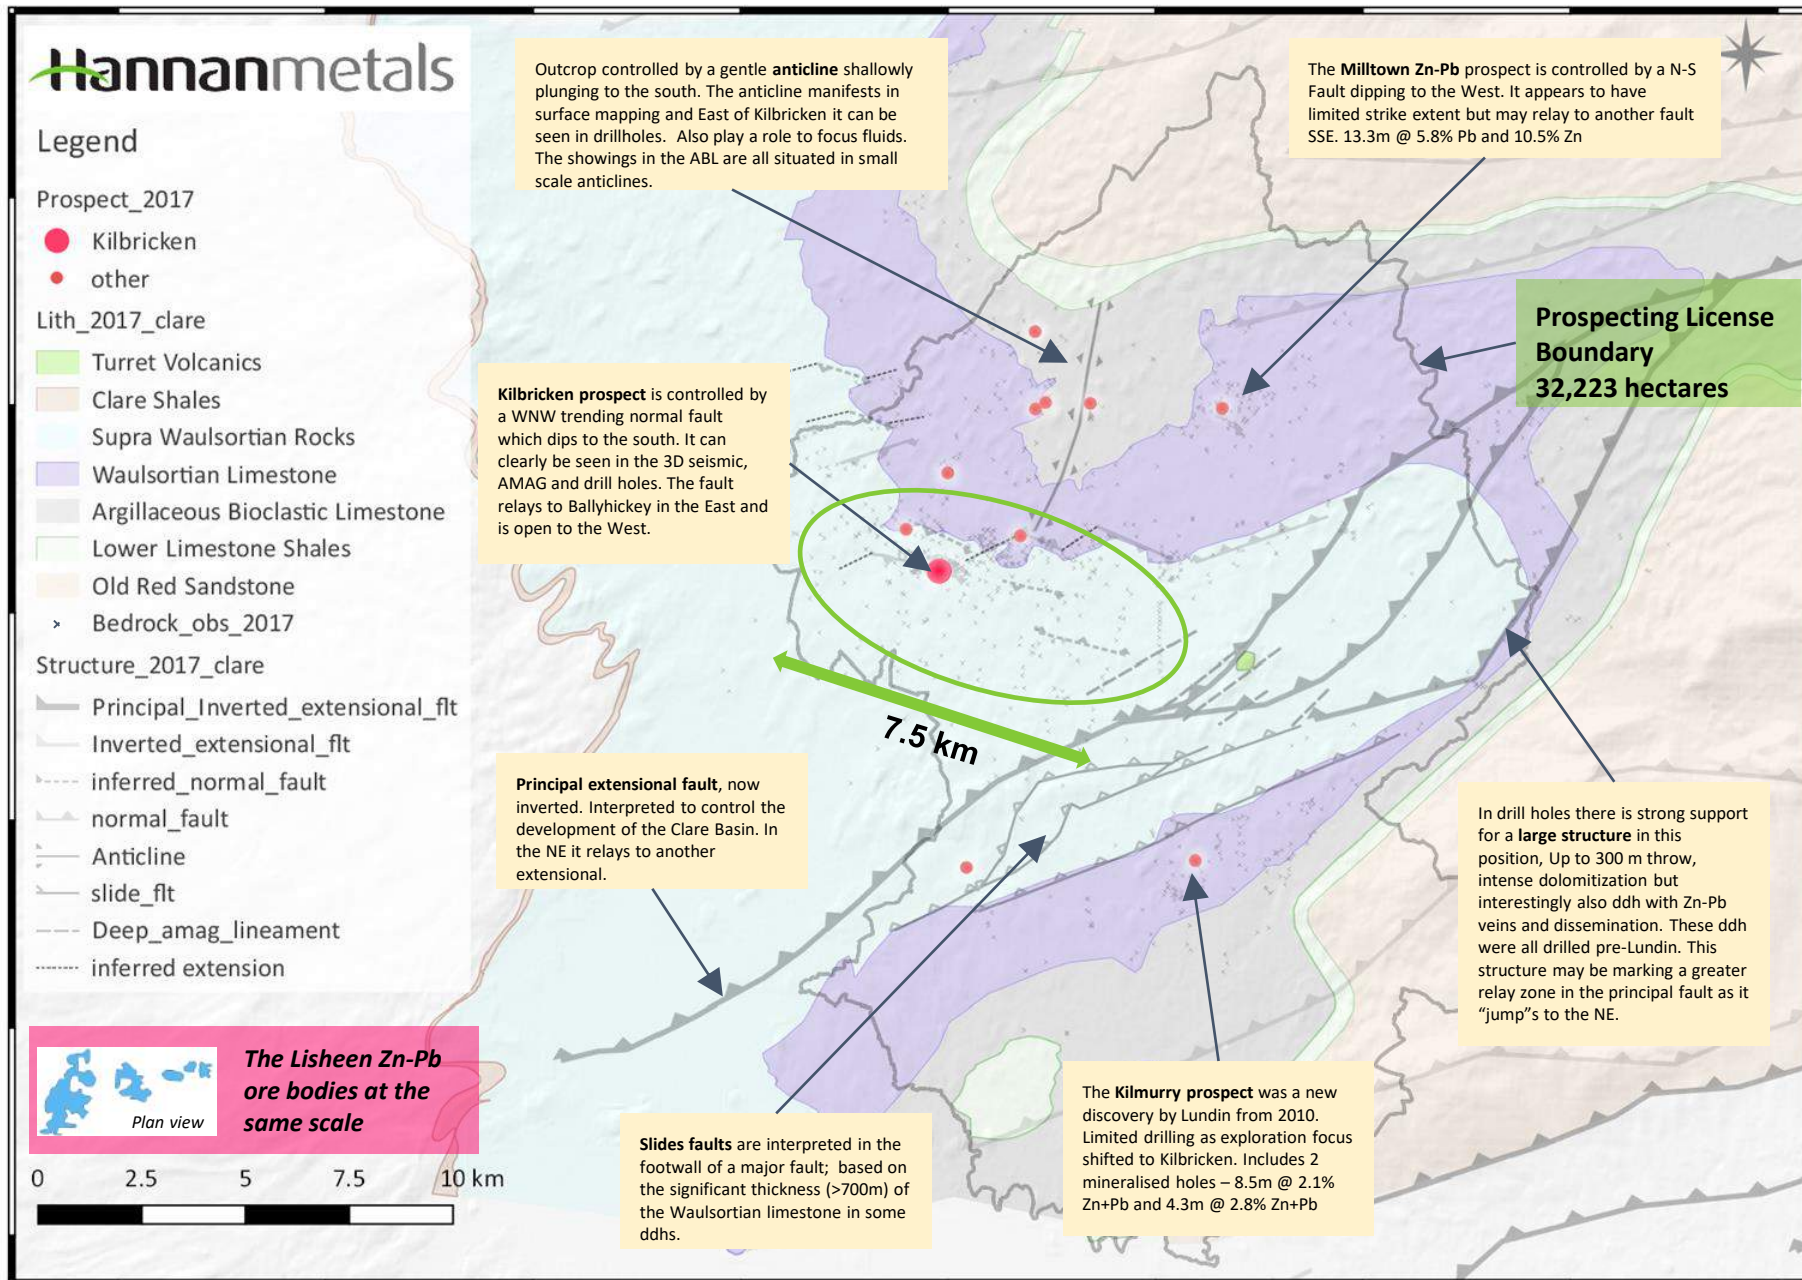 Hannanmetals
Legend
Prospect_2017
Kilbricken
other
Lith_2017_clare
Turret Volcanics
Clare Shales
Supra Waulsortian Rocks
Waulsortian Limestone
Argillaceous Bioclastic Limestone
Lower Limestone Shales
Old Red Sandstone
Bedrock_obs_2017
Structure_2017_clare
Principal_Inverted_extensional_flt
Inverted_extensional_flt
inferred_normal_fault
normal_fault
Anticline
slide_flt
Deep_amag_lineament
inferred extension
The Lisheen Zn-Pb
ore bodies at the
same scale
Plan view
0 2.5 5 7.5 10 km
Outcrop controlled by a gentle anticline shallowly
plunging to the south. The anticline manifests in
surface mapping and East of Kilbricken it can be
seen in drillholes. Also play a role to focus fluids.
The showings in the ABL are all situated in small
scale anticlines.
The Milltown Zn-Pb prospect is controlled by a N-S
Fault dipping to the West. It appears to have
limited strike extent but may relay to another fault
SSE. 13.3m @ 5.8% Pb and 10.5% Zn
Prospecting License
Boundary
32,223 hectares
Kilbricken prospect is controlled by
a WNW trending normal fault
which dips to the south. It can
clearly be seen in the 3D seismic,
AMAG and drill holes. The fault
relays to Ballyhickey in the East and
is open to the West.
7.5 km
Principal extensional fault, now
inverted. Interpreted to control the
development of the Clare Basin. In
the NE it relays to another
extensional.
In drill holes there is strong support
for a large structure in this
position, Up to 300 m throw,
intense dolomitization but
interestingly also ddh with Zn-Pb
veins and dissemination. These ddh
were all drilled pre-Lundin. This
structure may be marking a greater
relay zone in the principal fault as it
“jump”s to the NE.
Slides faults are interpreted in the
footwall of a major fault; based on
the significant thickness (>700m) of
the Waulsortian limestone in some
ddhs.
The Kilmurry prospect was a new
discovery by Lundin from 2010.
Limited drilling as exploration focus
shifted to Kilbricken. Includes 2
mineralised holes – 8.5m @ 2.1%
Zn+Pb and 4.3m @ 2.8% Zn+Pb